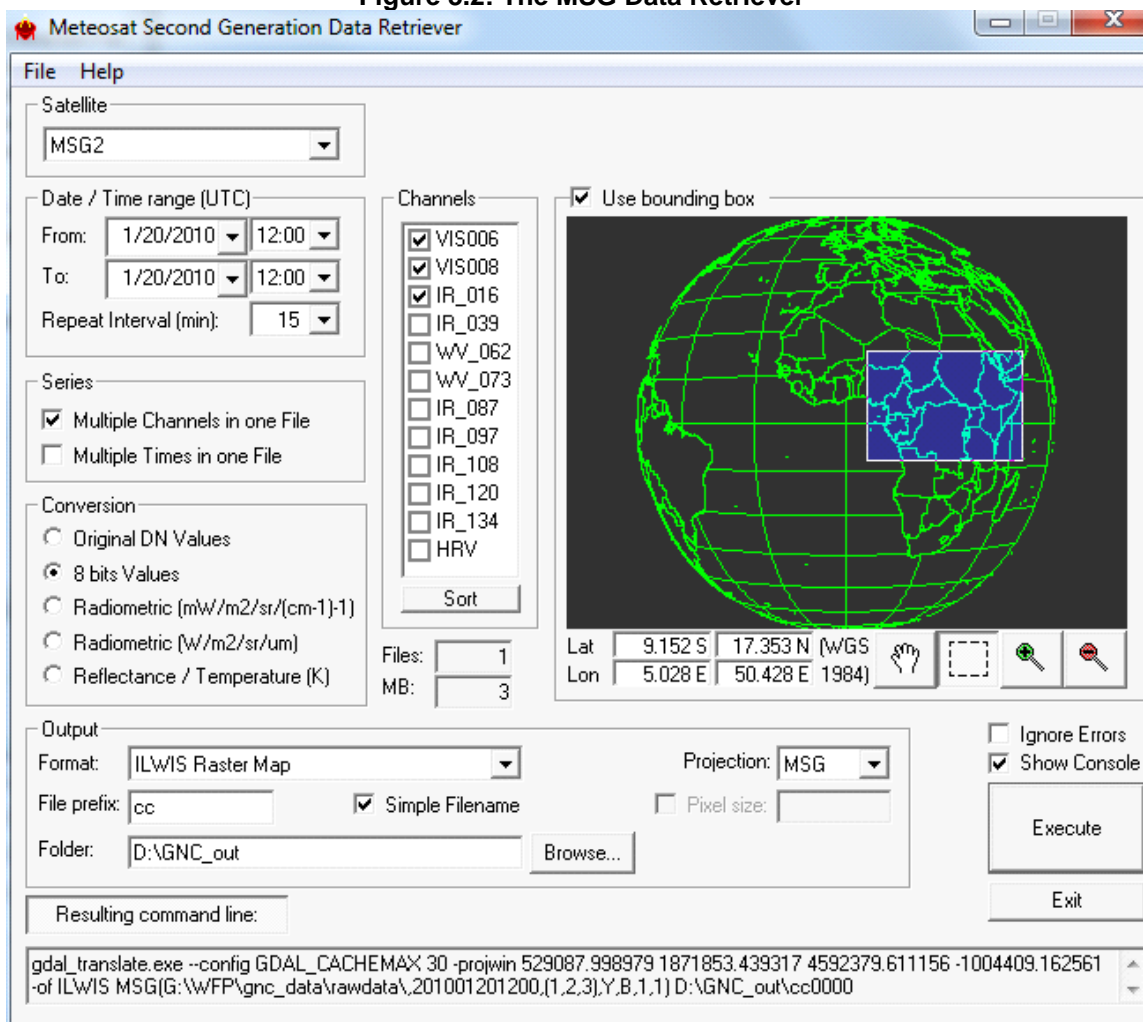 Figure 3.2: The MSG Data Retriever
Meteosat Second Generation Data Retriever
File Help
Satellite
MSG2
Date / Time range (UTC)
From: 1/20/2010 12:00
To: 1/20/2010 12:00
Repeat Interval (min): 15
Series
Multiple Channels in one File
Multiple Times in one File
Conversion
Original DN Values
8 bits Values
Radiometric (mW/m2/sr/(cm-1)-1)
Radiometric (W/m2/sr/um)
Reflectance / Temperature (K)
Channels
VIS006
VIS008
IR_016
IR_039
WV_062
WV_073
IR_087
IR_097
IR_108
IR_120
IR_134
HRV
Sort
Files: 1
MB: 3
Use bounding box
Lat 9.152 S 17.353 N (WGS
Lon 5.028 E 50.428 E 1984)
Output
Format: ILWIS Raster Map
Projection: MSG
File prefix: cc
Simple Filename
Pixel size:
Folder: D:\GNC_out
Browse...
Ignore Errors
Show Console
Execute
Exit
Resulting command line:
gdal_translate.exe --config GDAL_CACHEMAX 30 -projwin 529087.998979 1871853.439317 4592379.611156 -1004409.162561
-of ILWIS MSG(G:\WFP\gnc_data\rawdata\,201001201200,(1,2,3),Y,B,1,1) D:\GNC_out\cc0000